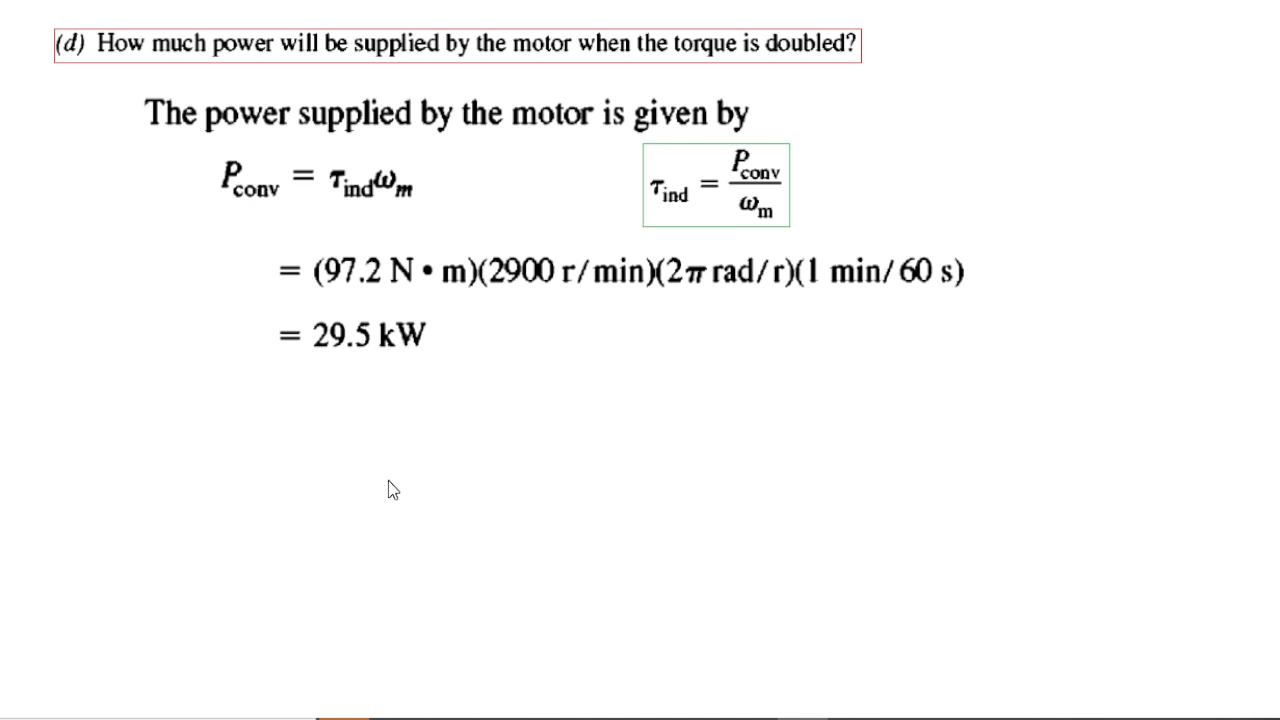 (d) How much power will be supplied by the motor when the torque is doubled?
The power supplied by the motor is given by
P_conv = τ_ind ω_m
τ_ind = P_conv / ω_m
= (97.2 N • m)(2900 r/min)(2π rad/r)(1 min/60 s)
= 29.5 kW